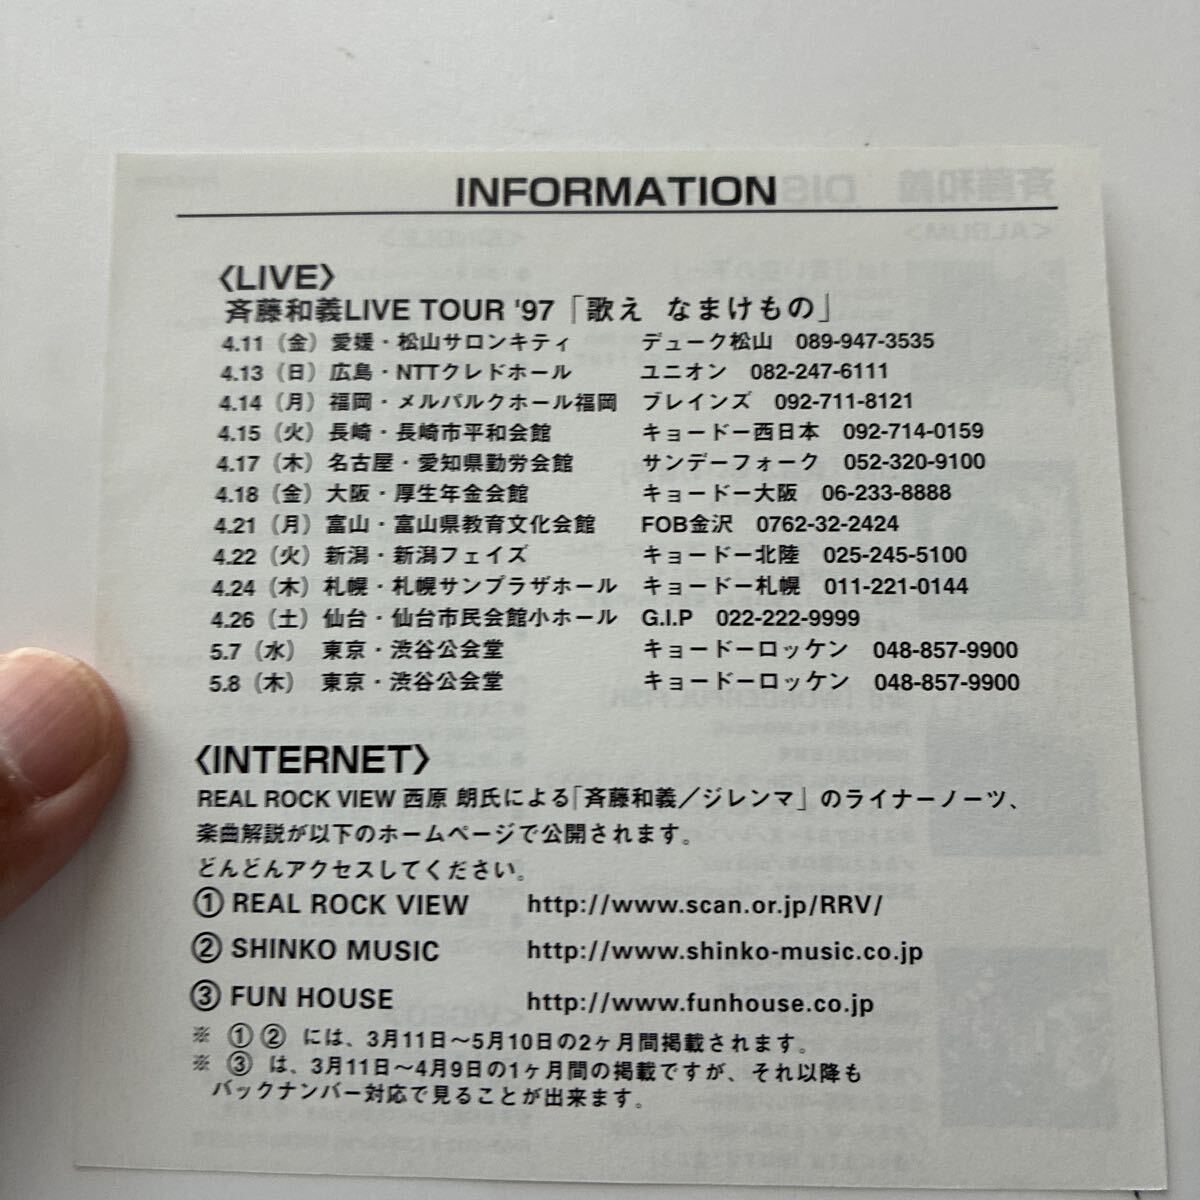 INFORMATION
〈LIVE〉
斉藤和義LIVE TOUR '97「歌え なまけもの」
4.11（金）愛媛・松山サロンキティ デューク松山 089-947-3535
4.13（日）広島・NTTクレドホール ユニオン 082-247-6111
4.14（月）福岡・メルパルクホール福岡 ブレインズ 092-711-8121
4.15（火）長崎・長崎市平和会館 キョードー西日本 092-714-0159
4.17（木）名古屋・愛知県勤労会館 サンデーフォーク 052-320-9100
4.18（金）大阪・厚生年金会館 キョードー大阪 06-233-8888
4.21（月）富山・富山県教育文化会館 FOB金沢 0762-32-2424
4.22（火）新潟・新潟フェイズ キョードー北陸 025-245-5100
4.24（木）札幌・札幌サンプラザホール キョードー札幌 011-221-0144
4.26（土）仙台・仙台市民会館小ホール G.I.P 022-222-9999
5.7（水）東京・渋谷公会堂 キョードーロッケン 048-857-9900
5.8（木）東京・渋谷公会堂 キョードーロッケン 048-857-9900
〈INTERNET〉
REAL ROCK VIEW 西原 朗氏による「斉藤和義／ジレンマ」のライナーノーツ、
楽曲解説が以下のホームページで公開されます。
どんどんアクセスしてください。
① REAL ROCK VIEW http://www.scan.or.jp/RRV/
② SHINKO MUSIC http://www.shinko-music.co.jp
③ FUN HOUSE http://www.funhouse.co.jp
※ ① ② には、3月11日〜5月10日の2ヶ月間掲載されます。
※ ③ は、3月11日〜4月9日の1ヶ月間の掲載ですが、それ以降も
バックナンバー対応で見ることが出来ます。